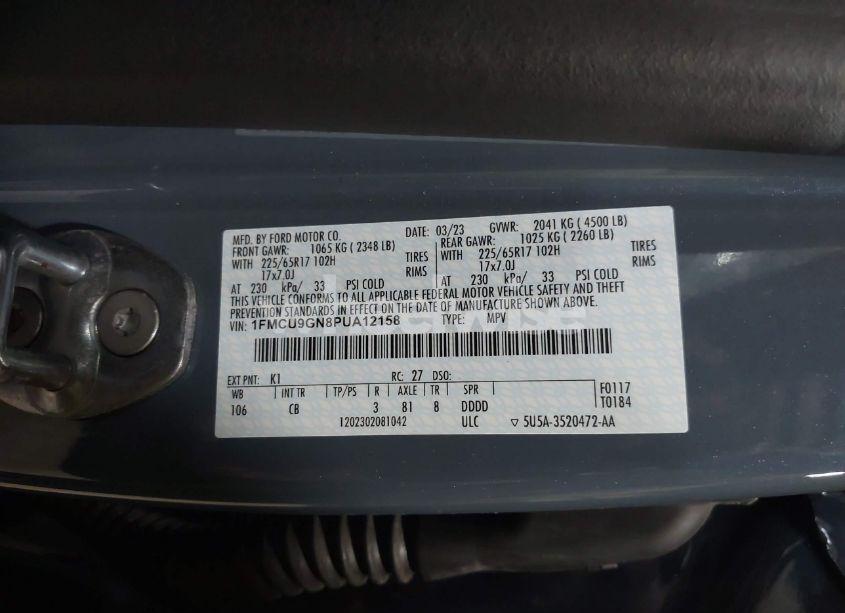 MFD. BY FORD MOTOR CO. DATE: 03/23 GVWR: 2041 KG ( 4500 LB)
FRONT GAWR: 1065 KG ( 2348 LB) REAR GAWR: 1025 KG ( 2260 LB)
WITH 225/65R17 102H TIRES WITH 225/65R17 102H TIRES
17x7.0J RIMS 17x7.0J RIMS
AT 230 kPa/ 33 PSI COLD AT 230 kPa/ 33 PSI COLD
THIS VEHICLE CONFORMS TO ALL APPLICABLE FEDERAL MOTOR VEHICLE SAFETY AND THEFT
PREVENTION STANDARDS IN EFFECT ON THE DATE OF MANUFACTURE SHOWN ABOVE.
VIN: 1FMCU9GN8PUA12158 TYPE: MPV
EXT PNT: K1 RC: 27 DSO:
WB INT TR TP/PS R AXLE TR SPR F0117
106 CB 3 81 8 DDDD T0184
1202302081042 ULC ▽ 5U5A-3520472-AA